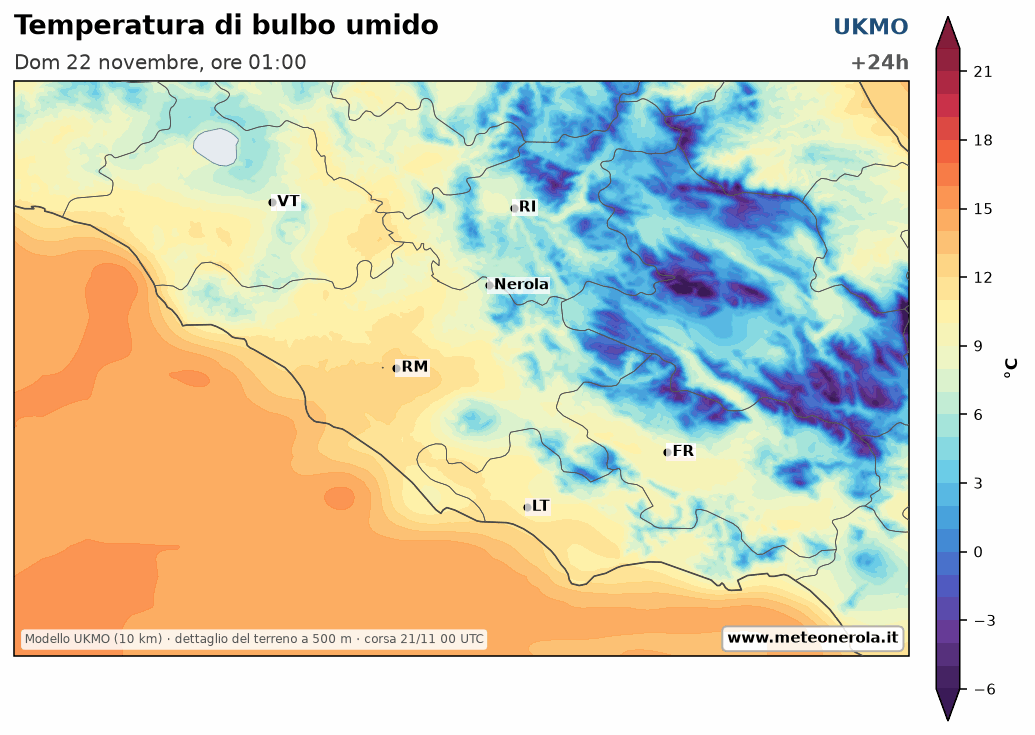 Temperatura di bulbo umido
UKMO
Dom 22 novembre, ore 01:00
+24h
VT
RI
Nerola
RM
FR
LT
Modello UKMO (10 km) · dettaglio del terreno a 500 m · corsa 21/11 00 UTC
www.meteonerola.it
21
18
15
12
9
6
3
0
−3
−6
°C